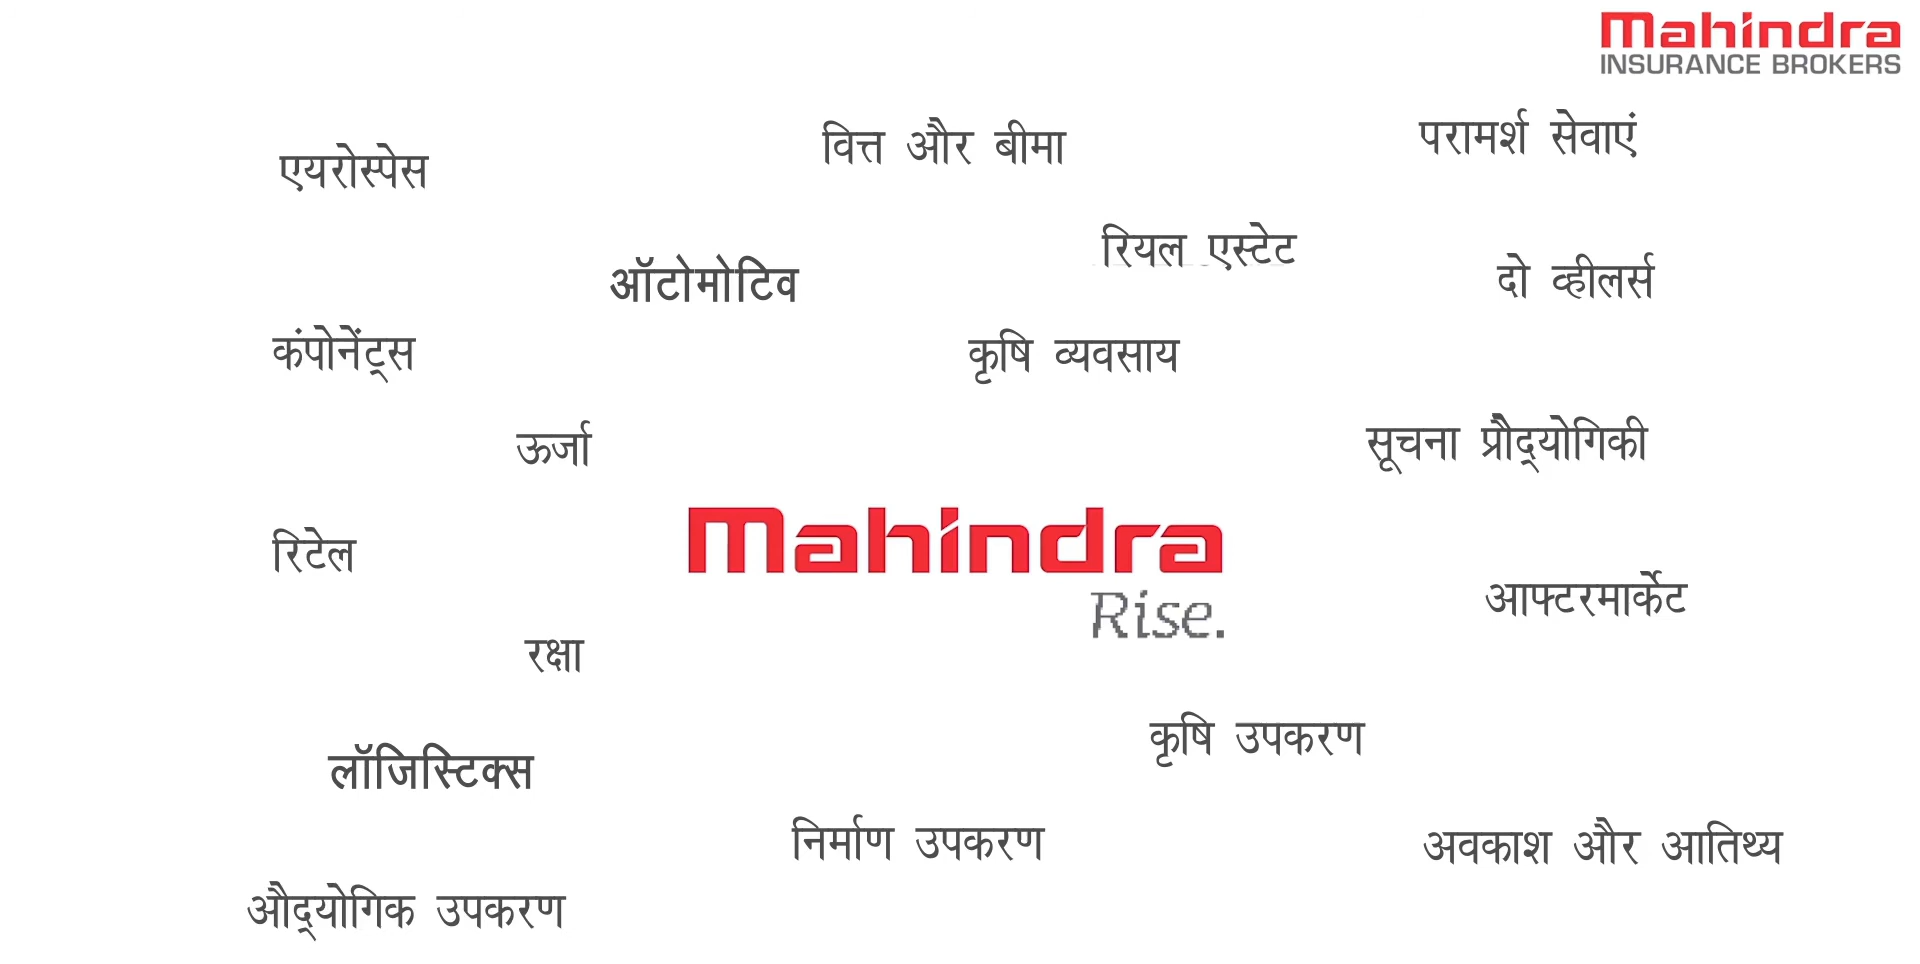 Mahindra
INSURANCE BROKERS
परामर्श सेवाएं
वित्त और बीमा
एयरोस्पेस
रियल एस्टेट
दो व्हीलर्स
ऑटोमोटिव
कंपोनेंट्स
कृषि व्यवसाय
सूचना प्रौद्योगिकी
ऊर्जा
Mahindra
रिटेल
Rise.
आफ्टरमार्केट
रक्षा
कृषि उपकरण
लॉजिस्टिक्स
निर्माण उपकरण
अवकाश और आतिथ्य
औद्योगिक उपकरण